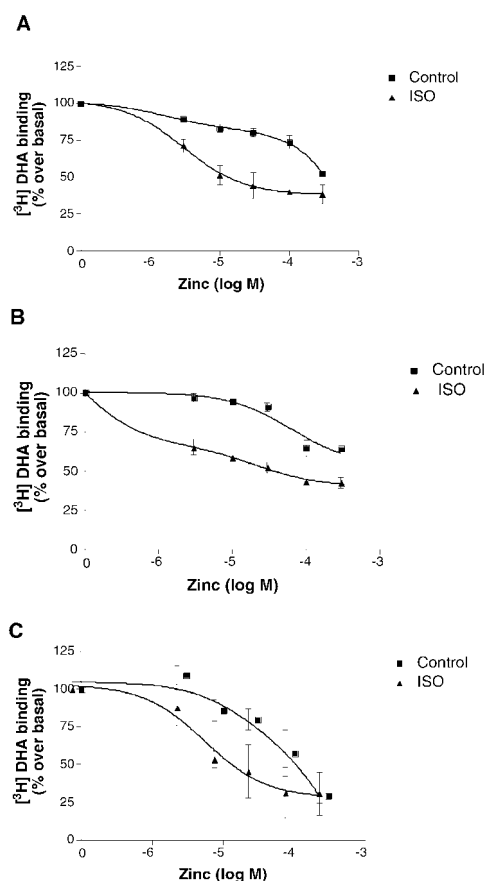 A
125
100
75
50
25
0
[³H] DHA binding
(% over basal)
0
-6
-5
-4
-3
Zinc (log M)
Control
ISO
B
125
100
75
50
25
0
[³H] DHA binding
(% over basal)
0
-6
-5
-4
-3
Zinc (log M)
Control
ISO
C
125
100
75
50
25
0
[³H] DHA binding
(% over basal)
0
-6
-5
-4
-3
Zinc (log M)
Control
ISO